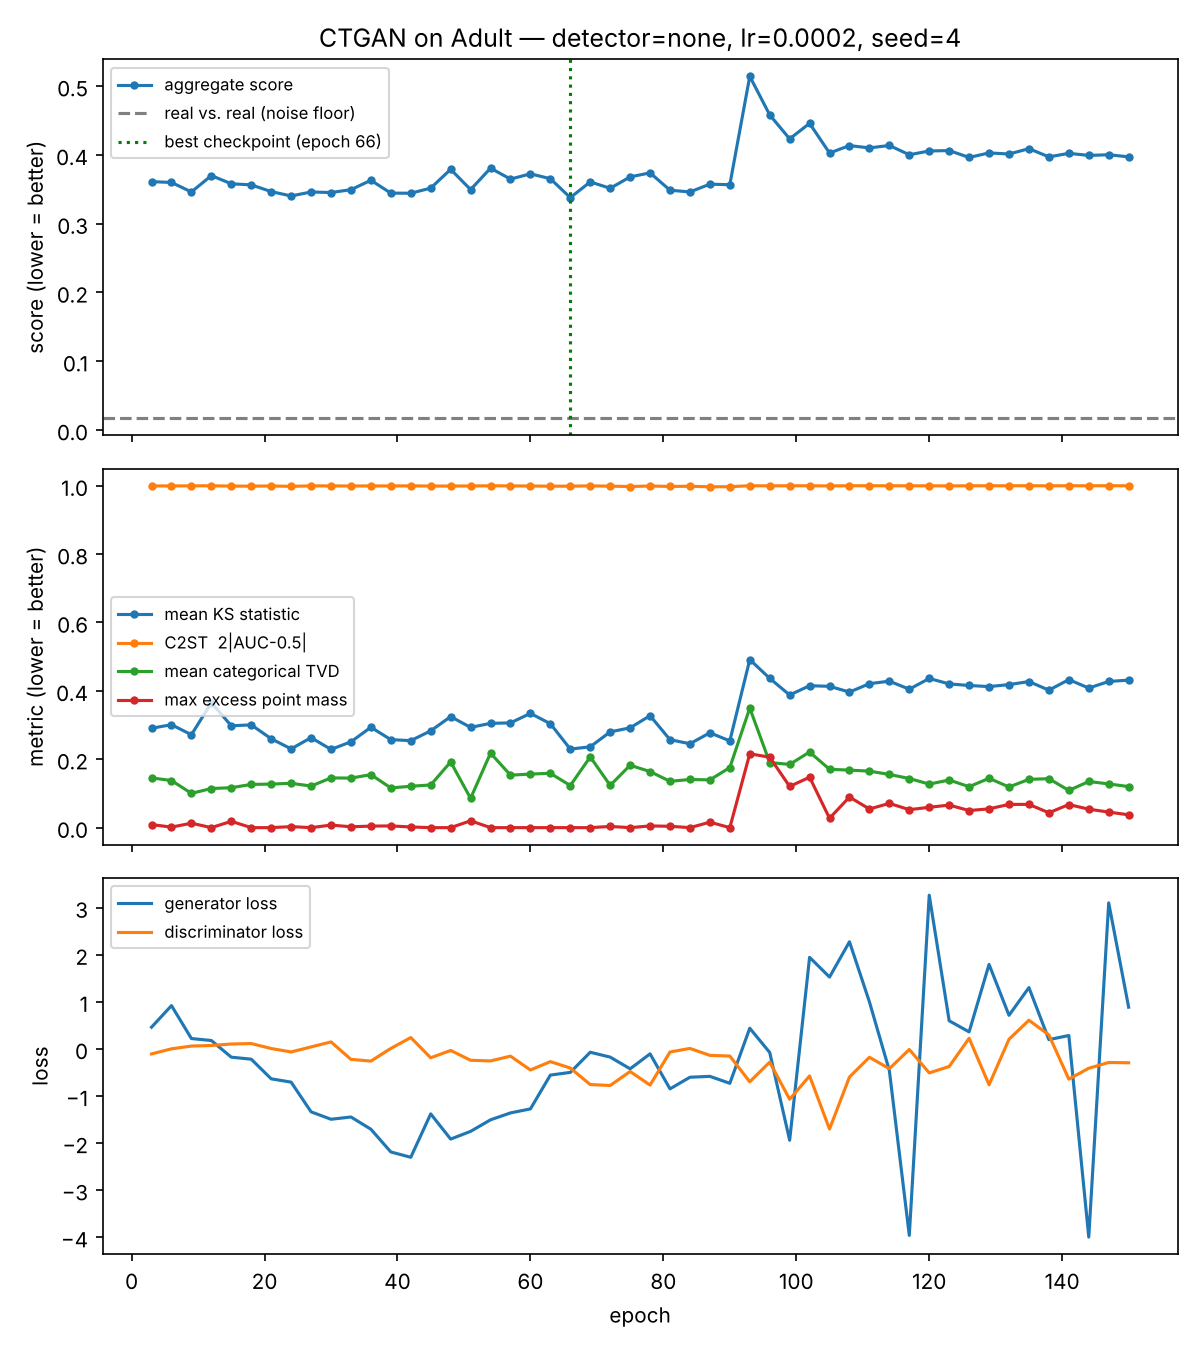 CTGAN on Adult — detector=none, lr=0.0002, seed=4
score (lower = better)
0.5
0.4
0.3
0.2
0.1
0.0
aggregate score
real vs. real (noise floor)
best checkpoint (epoch 66)
metric (lower = better)
1.0
0.8
0.6
0.4
0.2
0.0
mean KS statistic
C2ST  2|AUC-0.5|
mean categorical TVD
max excess point mass
loss
3
2
1
0
−1
−2
−3
−4
generator loss
discriminator loss
0 20 40 60 80 100 120 140
epoch